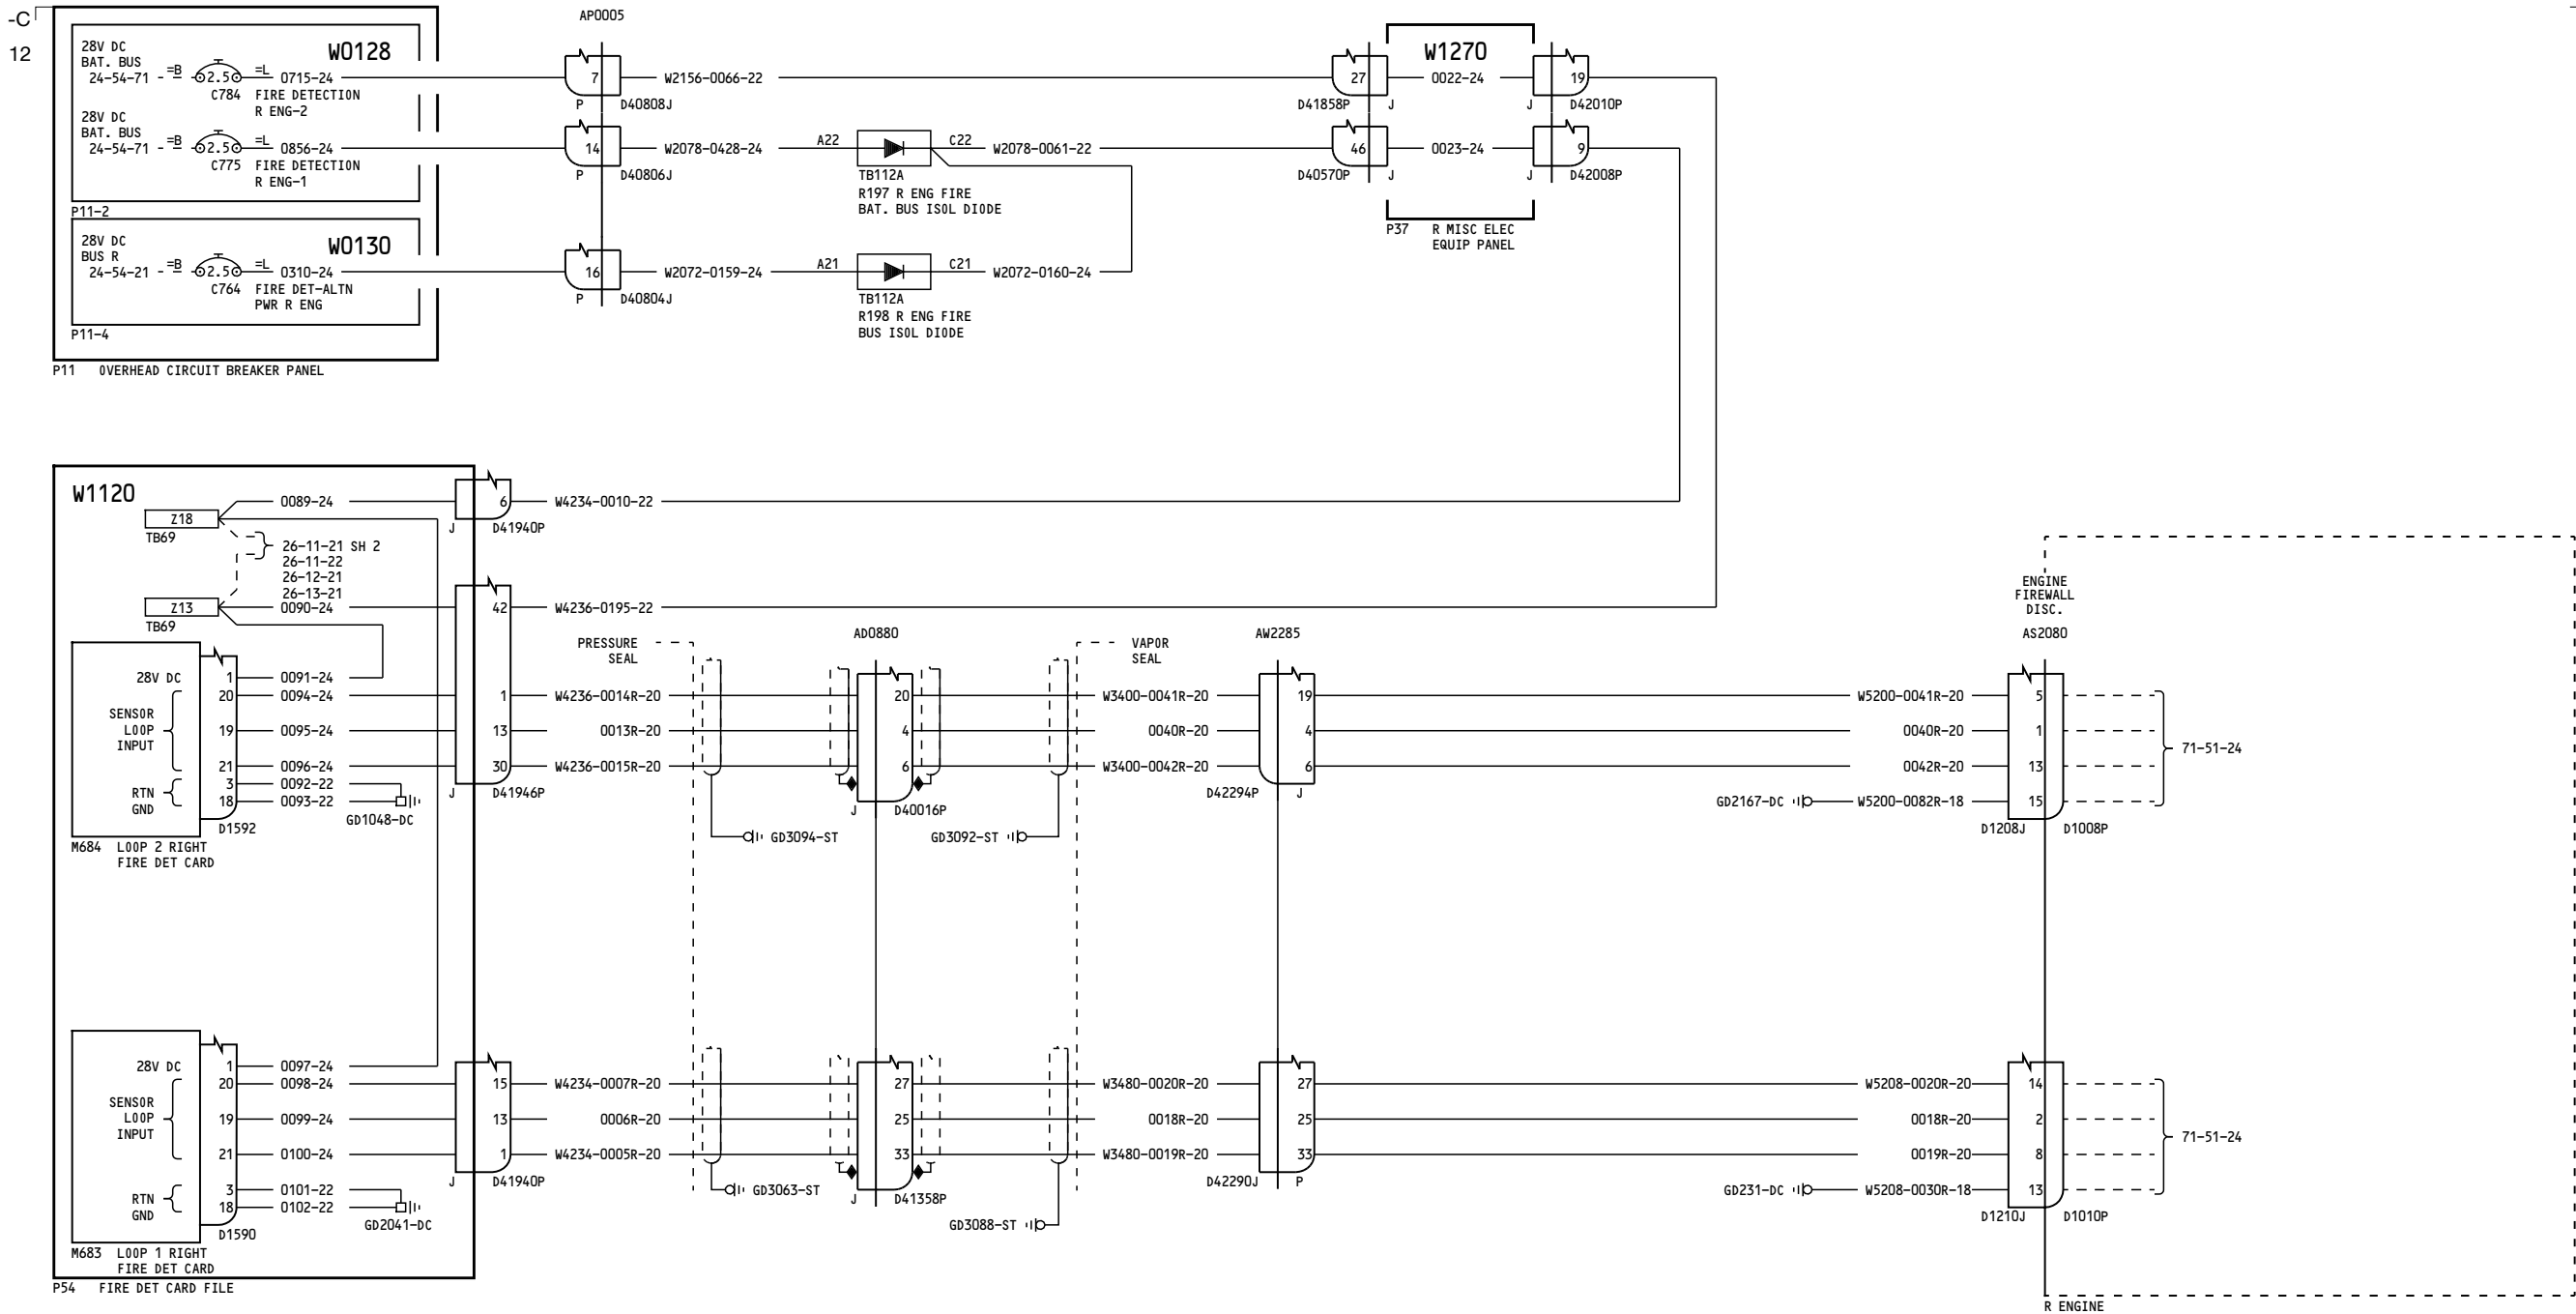 -C
12
28V DC
BAT. BUS
24-54-71
=B
2.5
=L
0715-24
C784
FIRE DETECTION
R ENG-2
W0128
28V DC
BAT. BUS
24-54-71
=B
2.5
=L
0856-24
C775
FIRE DETECTION
R ENG-1
P11-2
28V DC
BUS R
24-54-21
=B
2.5
=L
0310-24
C764
FIRE DET-ALTN
PWR R ENG
W0130
P11-4
P11 OVERHEAD CIRCUIT BREAKER PANEL
AP0005
7
P
D40808J
W2156-0066-22
14
P
D40806J
W2078-0428-24
A22
C22
W2078-0061-22
TB112A
R197 R ENG FIRE
BAT. BUS ISOL DIODE
16
P
D40804J
W2072-0159-24
A21
C21
W2072-0160-24
TB112A
R198 R ENG FIRE
BUS ISOL DIODE
W1270
27
D41858P
J
0022-24
19
J
D42010P
46
D40570P
J
0023-24
9
J
D42008P
P37 R MISC ELEC
EQUIP PANEL
W1120
0089-24
Z18
TB69
6
J
D41940P
W4234-0010-22
26-11-21 SH 2
26-11-22
26-12-21
26-13-21
Z13
TB69
0090-24
42
W4236-0195-22
28V DC
1
0091-24
SENSOR
LOOP
INPUT
20
0094-24
19
0095-24
21
0096-24
RTN
GND
3
0092-22
18
0093-22
GD1048-DC
D1592
M684 LOOP 2 RIGHT
FIRE DET CARD
1
13
30
J
D41946P
W4236-0014R-20
0013R-20
W4236-0015R-20
PRESSURE
SEAL
GD3094-ST
AD0880
20
4
6
J
D40016P
GD3092-ST
VAPOR
SEAL
W3400-0041R-20
0040R-20
W3400-0042R-20
AW2285
19
4
6
D42294P
J
W5200-0041R-20
0040R-20
0042R-20
GD2167-DC
W5200-0082R-18
ENGINE
FIREWALL
DISC.
AS2080
5
1
13
15
D1208J
D1008P
71-51-24
28V DC
1
0097-24
SENSOR
LOOP
INPUT
20
0098-24
19
0099-24
21
0100-24
RTN
GND
3
0101-22
18
0102-22
GD2041-DC
D1590
M683 LOOP 1 RIGHT
FIRE DET CARD
P54 FIRE DET CARD FILE
15
13
1
J
D41940P
W4234-0007R-20
0006R-20
W4234-0005R-20
GD3063-ST
27
25
33
J
D41358P
GD3088-ST
W3480-0020R-20
0018R-20
W3480-0019R-20
27
25
33
D42290J
P
W5208-0020R-20
0018R-20
0019R-20
GD231-DC
W5208-0030R-18
14
2
8
13
D1210J
D1010P
71-51-24
R ENGINE